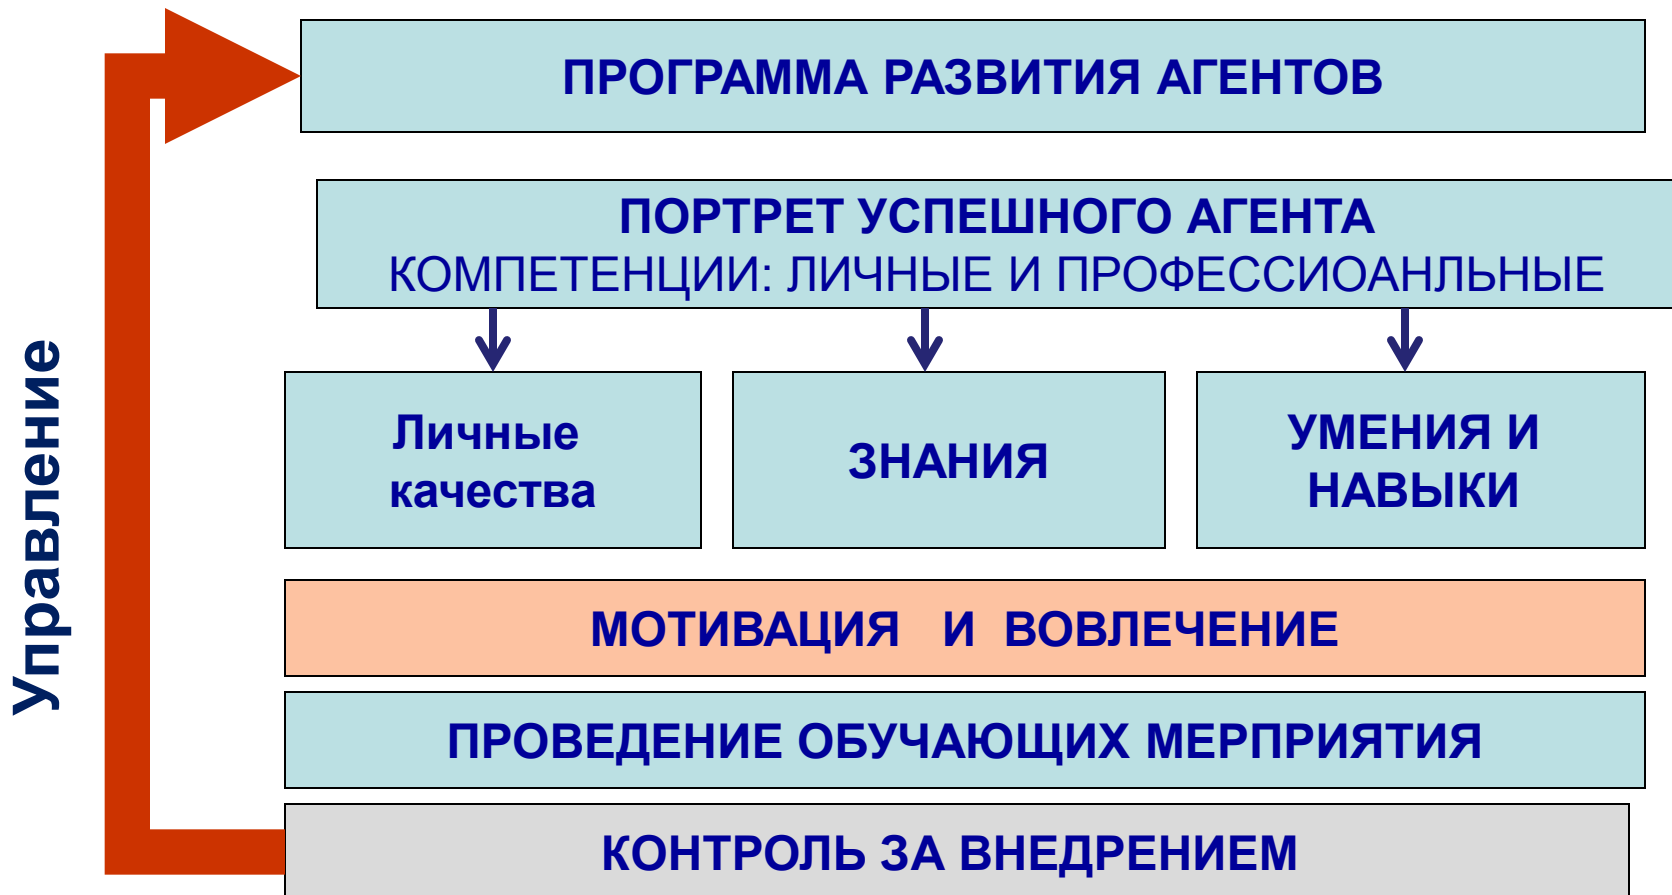 ПРОГРАММА РАЗВИТИЯ АГЕНТОВ
ПОРТРЕТ УСПЕШНОГО АГЕНТА
КОМПЕТЕНЦИИ: ЛИЧНЫЕ И ПРОФЕССИОАНЛЬНЫЕ
Управление
Личные
качества
ЗНАНИЯ
УМЕНИЯ И
НАВЫКИ
МОТИВАЦИЯ И ВОВЛЕЧЕНИЕ
ПРОВЕДЕНИЕ ОБУЧАЮЩИХ МЕРПРИЯТИЯ
КОНТРОЛЬ ЗА ВНЕДРЕНИЕМ